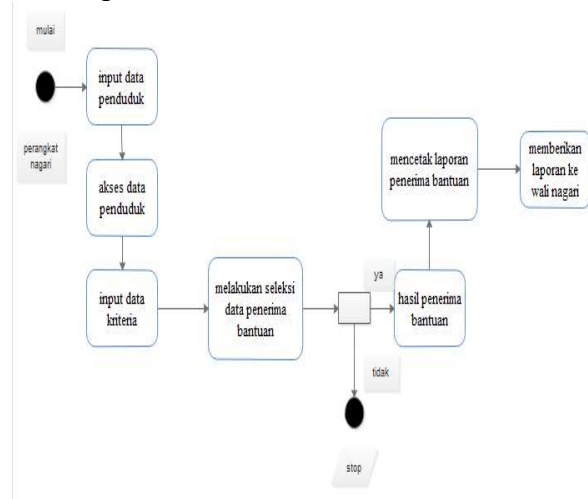 mulai
input data
penduduk
perangkat
nagari
akses data
penduduk
input data
kriteria
melakukan seleksi
data penerima
bantuan
ya
tidak
stop
hasil penerima
bantuan
mencetak laporan
penerima bantuan
memberikan
laporan ke
wali nagari